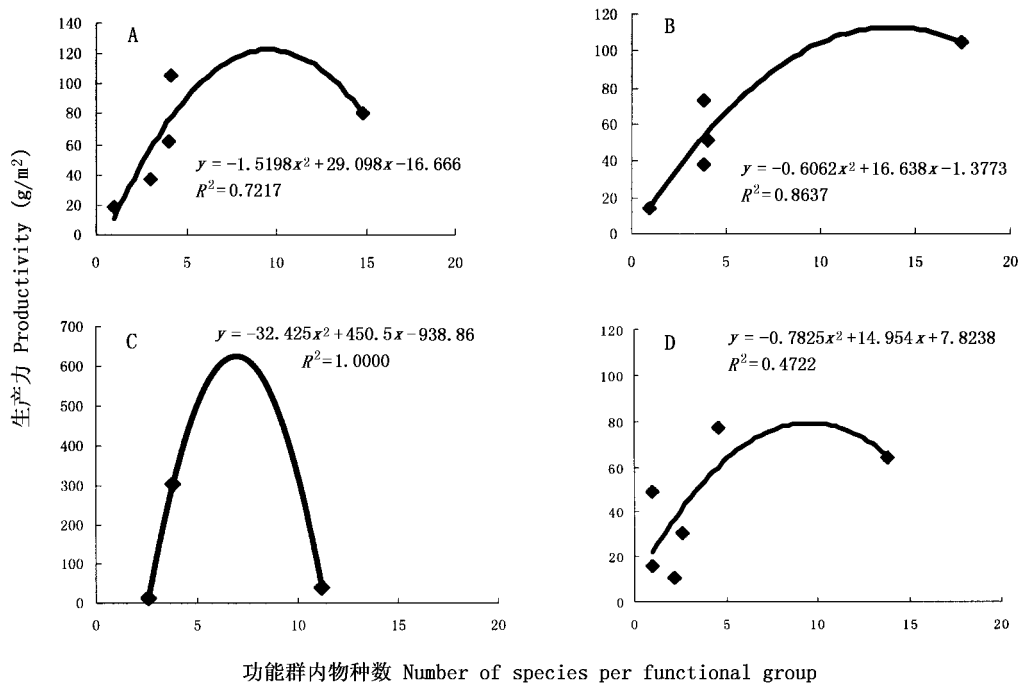 生产力 Productivity (g/m²)
A
140
120
100
80
60
40
20
0
y = -1.5198x²+29.098x-16.666
R²=0.7217
0 5 10 15 20
B
120
100
80
60
40
20
0
y = -0.6062x²+16.638x-1.3773
R²=0.8637
0 5 10 15 20
C
700
600
500
400
300
200
100
0
y = -32.425x²+450.5x-938.86
R²=1.0000
0 5 10 15 20
D
120
100
80
60
40
20
0
y = -0.7825x²+14.954x+7.8238
R²=0.4722
0 5 10 15 20
功能群内物种数 Number of species per functional group